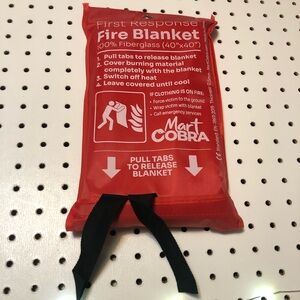 First Response
Fire Blanket
100% Fiberglass (40"x40")
1. Pull tabs to release blanket
2. Cover burning material
completely with the blanket
3. Switch off heat
4. Leave covered until cool
IF CLOTHING IS ON FIRE:
• Force victim to the ground
• Wrap victim with blanket
• Call emergency services
Mart
COBRA
PULL TABS
TO RELEASE
BLANKET